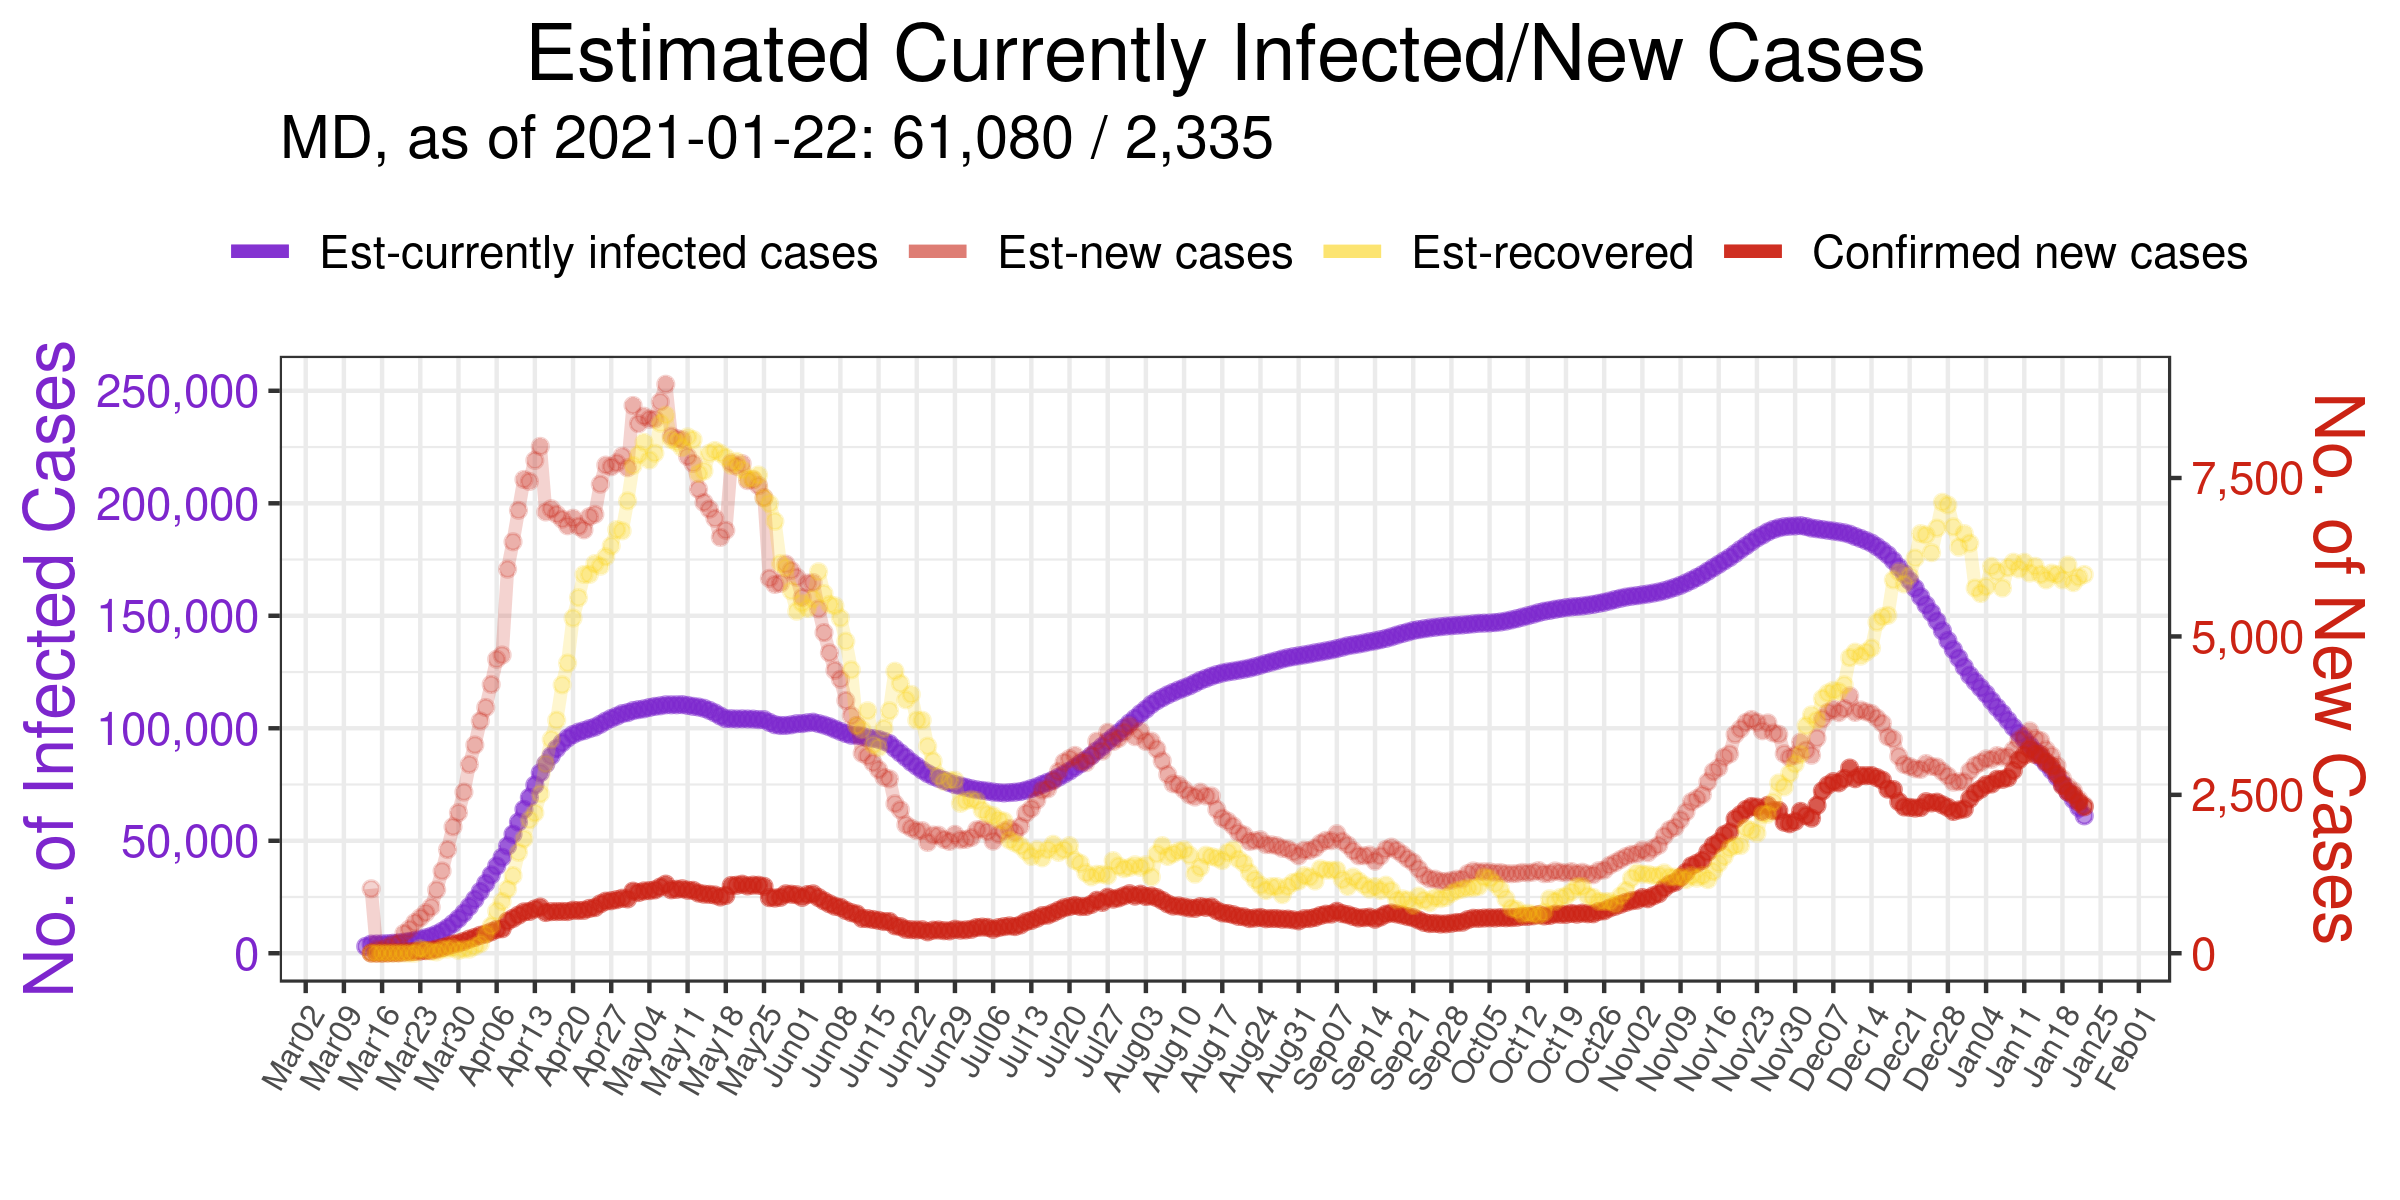 Estimated Currently Infected/New Cases
MD, as of 2021-01-22: 61,080 / 2,335
Est-currently infected cases Est-new cases Est-recovered Confirmed new cases
No. of Infected Cases
250,000
200,000
150,000
100,000
50,000
0
7,500
5,000
2,500
0
No. of New Cases
Mar02 Mar09 Mar16 Mar23 Mar30 Apr06 Apr13 Apr20 Apr27 May04 May11 May18 May25 Jun01 Jun08 Jun15 Jun22 Jun29 Jul06 Jul13 Jul20 Jul27 Aug03 Aug10 Aug17 Aug24 Aug31 Sep07 Sep14 Sep21 Sep28 Oct05 Oct12 Oct19 Oct26 Nov02 Nov09 Nov16 Nov23 Nov30 Dec07 Dec14 Dec21 Dec28 Jan04 Jan11 Jan18 Jan25 Feb01